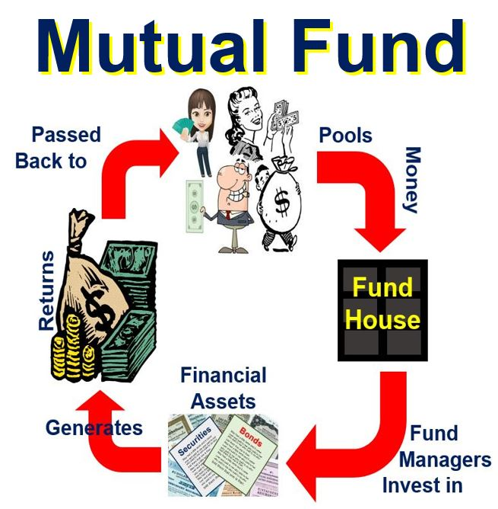 Mutual Fund
Passed
Back to
Pools
Money
$
Fund
House
Returns
$
Financial
Assets
Securities
Bonds
Generates
Fund
Managers
Invest in